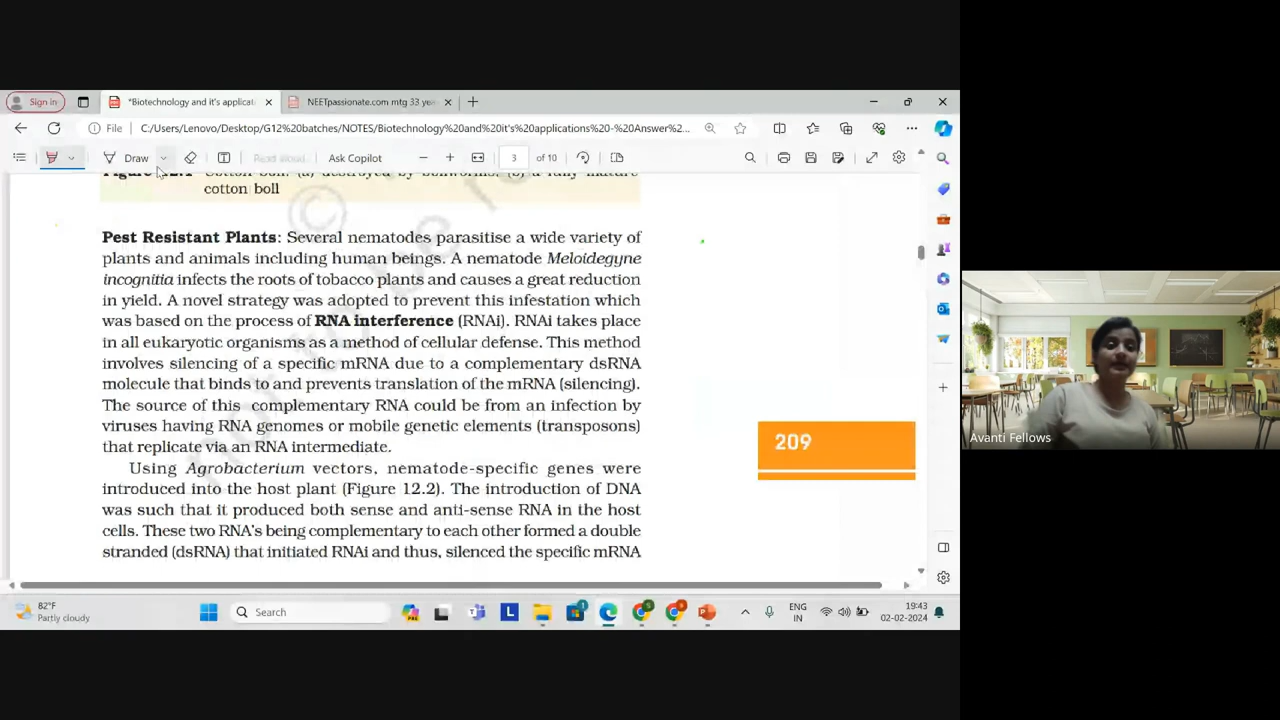 Sign in
*Biotechnology and it's applicati
NEETpassionate.com mtg 33 ye
File
C:/Users/Lenovo/Desktop/G12%20batches/NOTES/Biotechnology%20and%20it's%20applications%20-%20Answer%2...
Draw
Read aloud
Ask Copilot
3
of 10
cotton boll
Pest Resistant Plants: Several nematodes parasitise a wide variety of
plants and animals including human beings. A nematode Meloidegyne
incognitia infects the roots of tobacco plants and causes a great reduction
in yield. A novel strategy was adopted to prevent this infestation which
was based on the process of RNA interference (RNAi). RNAi takes place
in all eukaryotic organisms as a method of cellular defense. This method
involves silencing of a specific mRNA due to a complementary dsRNA
molecule that binds to and prevents translation of the mRNA (silencing).
The source of this complementary RNA could be from an infection by
viruses having RNA genomes or mobile genetic elements (transposons)
that replicate via an RNA intermediate.
Using Agrobacterium vectors, nematode-specific genes were
introduced into the host plant (Figure 12.2). The introduction of DNA
was such that it produced both sense and anti-sense RNA in the host
cells. These two RNA's being complementary to each other formed a double
stranded (dsRNA) that initiated RNAi and thus, silenced the specific mRNA
209
Avanti Fellows
82°F
Partly cloudy
Search
ENG
IN
19:43
02-02-2024